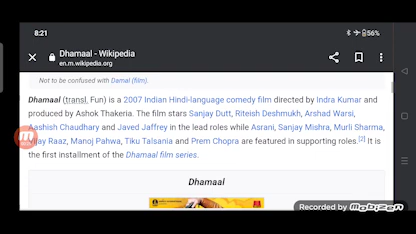 8:21
56%
Dhamaal - Wikipedia
en.m.wikipedia.org
Not to be confused with Damal (film).
Dhamaal (transl. Fun) is a 2007 Indian Hindi-language comedy film directed by Indra Kumar and
produced by Ashok Thakeria. The film stars Sanjay Dutt, Riteish Deshmukh, Arshad Warsi,
Aashish Chaudhary and Javed Jaffrey in the lead roles while Asrani, Sanjay Mishra, Murli Sharma,
Vijay Raaz, Manoj Pahwa, Tiku Talsania and Prem Chopra are featured in supporting roles.[2] It is
the first installment of the Dhamaal film series.
Dhamaal
Recorded by Mobizen